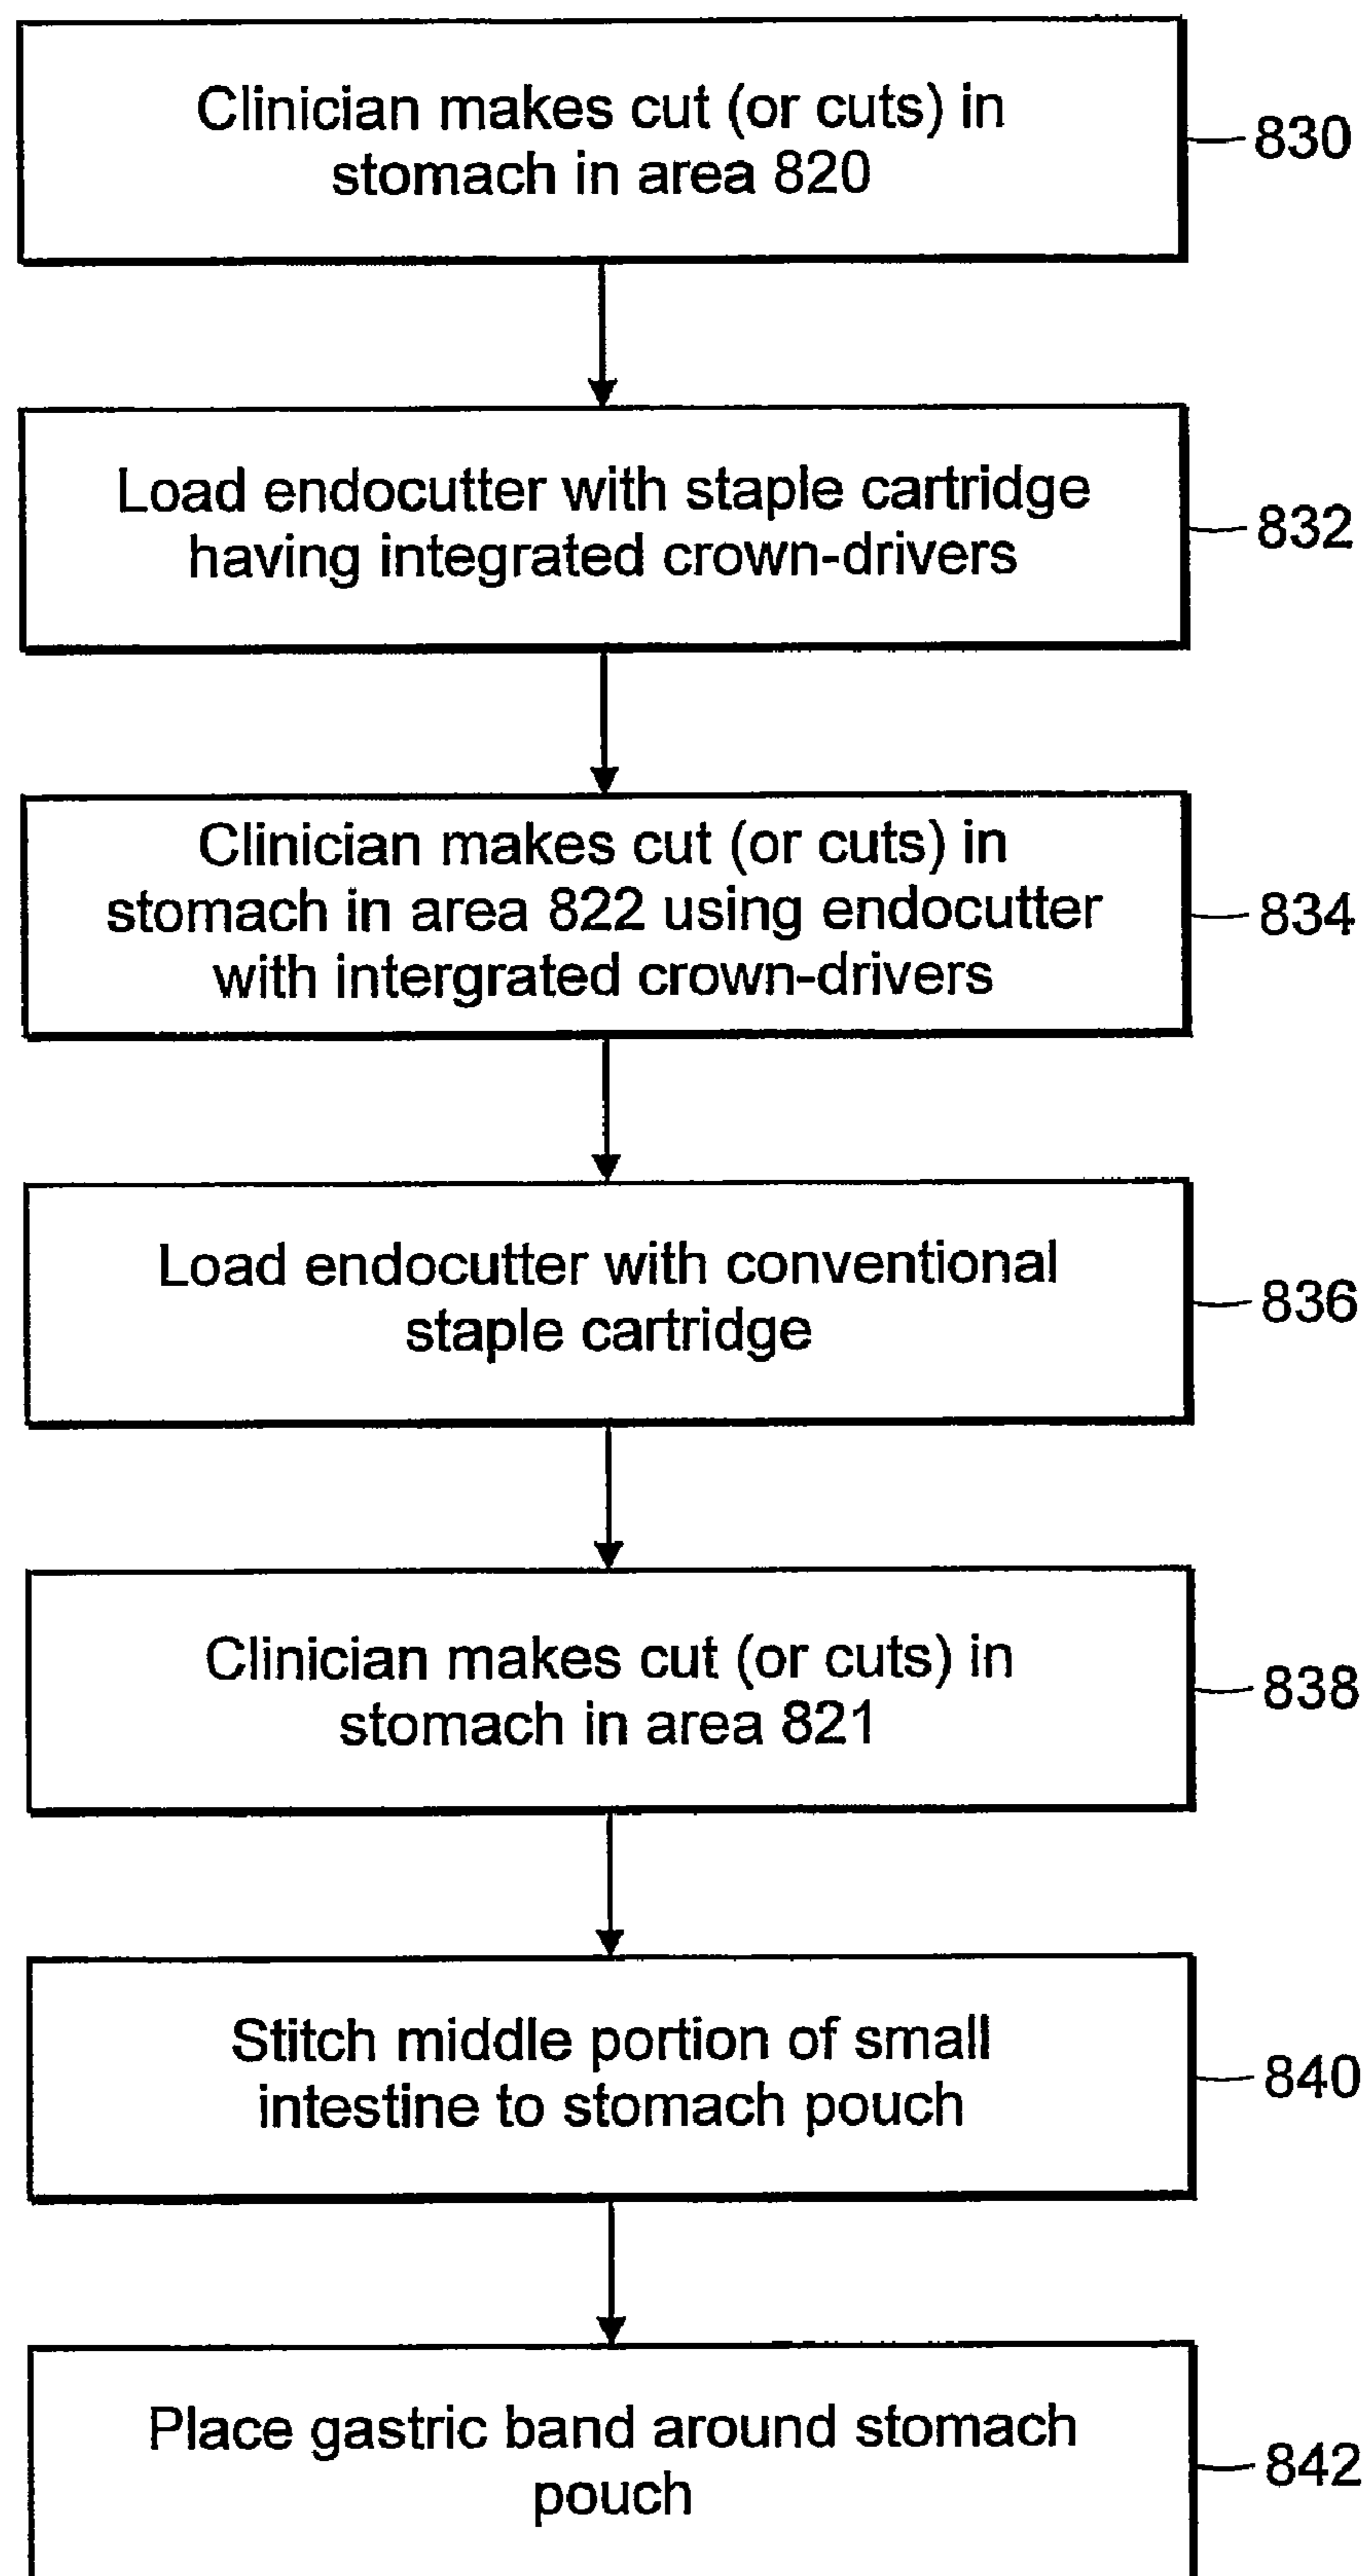 Clinician makes cut (or cuts) in
stomach in area 820
830
Load endocutter with staple cartridge
having integrated crown-drivers
832
Clinician makes cut (or cuts) in
stomach in area 822 using endocutter
with intergrated crown-drivers
834
Load endocutter with conventional
staple cartridge
836
Clinician makes cut (or cuts) in
stomach in area 821
838
Stitch middle portion of small
intestine to stomach pouch
840
Place gastric band around stomach
pouch
842